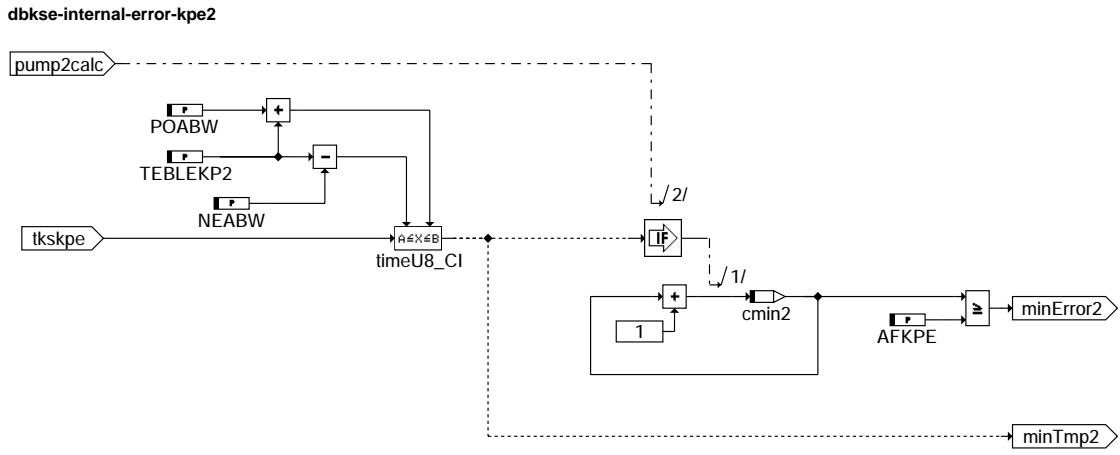 dbkse-internal-error-kpe2
pump2calc
P
POABW
+
P
TEBLEKP2
-
P
NEABW
/2/
tkskpe
A≤X≤B
timeU8_CI
IF
/1/
+
1
cmin2
P
AFKPE
≥
minError2
minTmp2